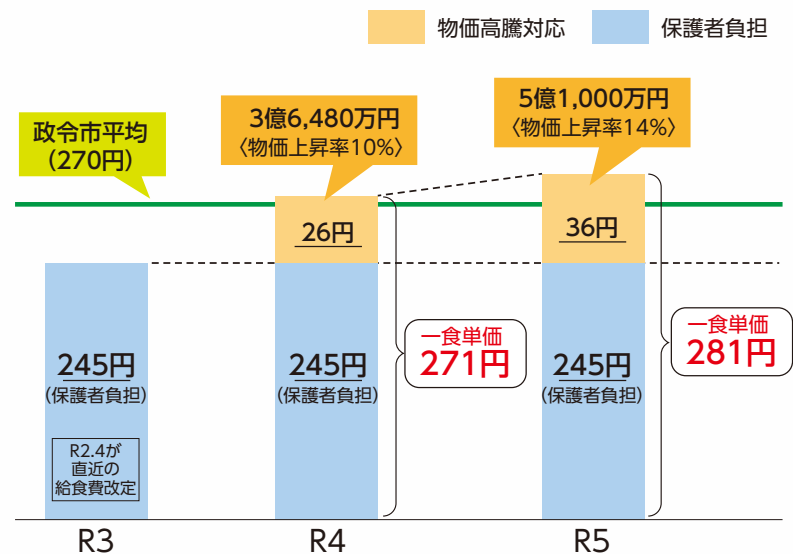 物価高騰対応
保護者負担
政令市平均
（270円）
3億6,480万円
〈物価上昇率10%〉
5億1,000万円
〈物価上昇率14%〉
26円
36円
245円
(保護者負担)
R2.4が
直近の
給食費改定
245円
(保護者負担)
一食単価
271円
245円
(保護者負担)
一食単価
281円
R3
R4
R5